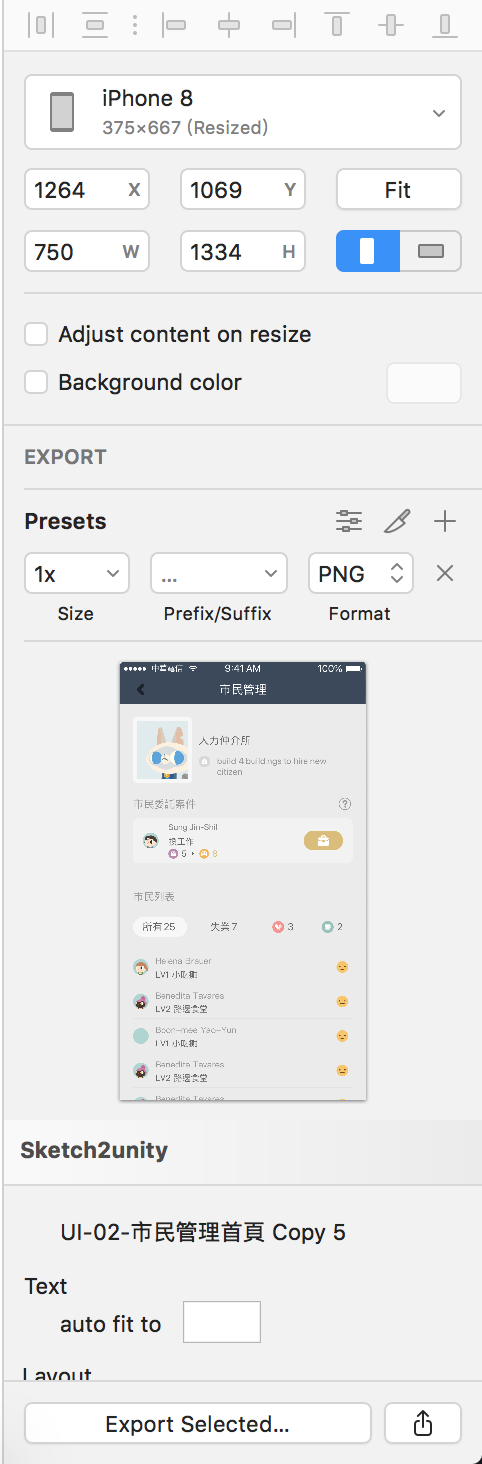 iPhone 8
375×667 (Resized)
1264 X 1069 Y Fit
750 W 1334 H
Adjust content on resize
Background color
EXPORT
Presets
1x ... PNG
Size Prefix/Suffix Format
9:41 AM 100%
市民管理
人力仲介所
build 4 buildings to hire new
citizen
市民委託案件
?
Sung Jin-Shil
換工作
5 8
市民列表
所有25 失業7 3 2
Helena Brauer
LV1 小吃攤
Benedita Tavares
LV2 路邊食堂
Boon-mee Yao-Yun
LV1 小吃攤
Benedita Tavares
LV2 路邊食堂
Benedita Tavares
Sketch2unity
UI-02-市民管理首頁 Copy 5
Text
auto fit to
Layout
Export Selected...